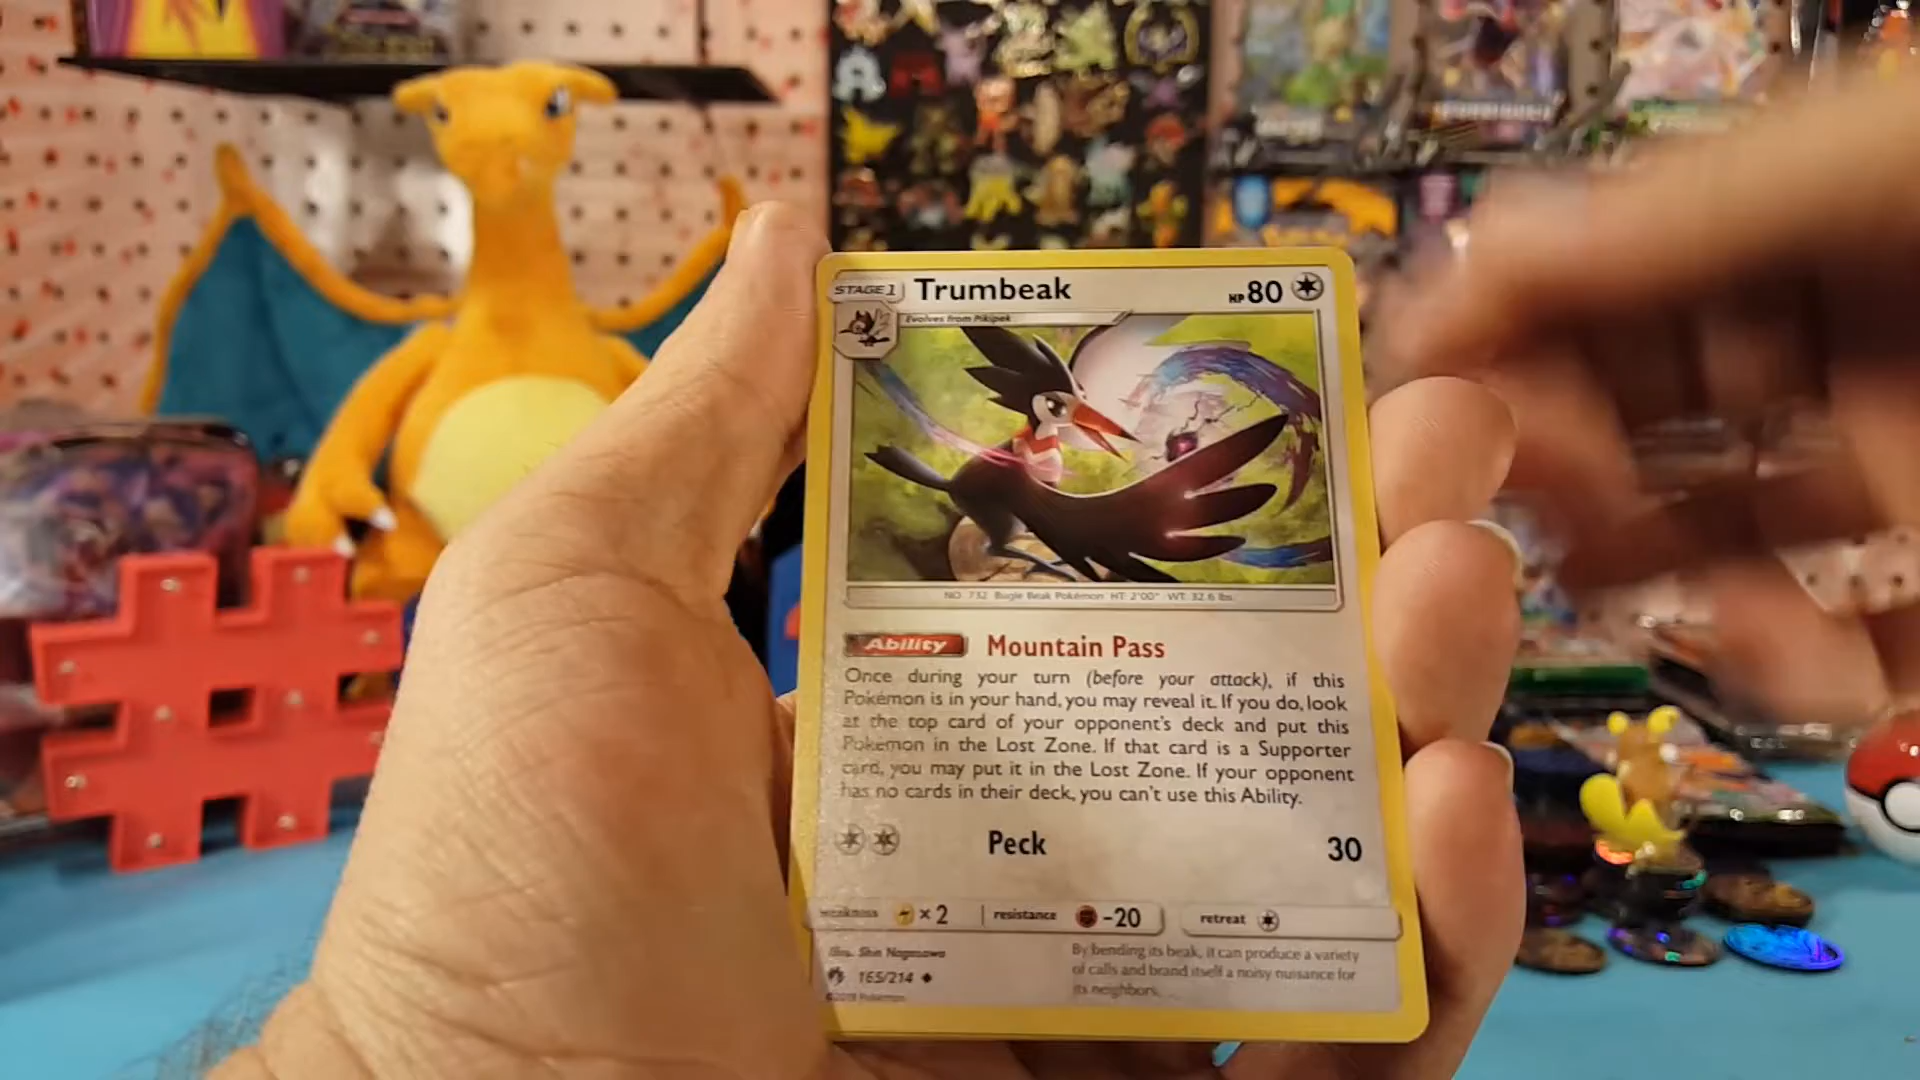 STAGE 1 Trumbeak HP 80
Evolves from Pikipek
NO. 732 Bugle Beak Pokémon HT: 2'00" WT: 32.6 lbs.
Ability Mountain Pass
Once during your turn (before your attack), if this
Pokémon is in your hand, you may reveal it. If you do, look
at the top card of your opponent's deck and put this
Pokémon in the Lost Zone. If that card is a Supporter
card, you may put it in the Lost Zone. If your opponent
has no cards in their deck, you can't use this Ability.
Peck 30
weakness × 2 resistance -20 retreat
Illus. Shin Nagasawa
165/214
©2019 Pokémon
By bending its beak, it can produce a variety
of calls and brand itself a noisy nuisance for
its neighbors.